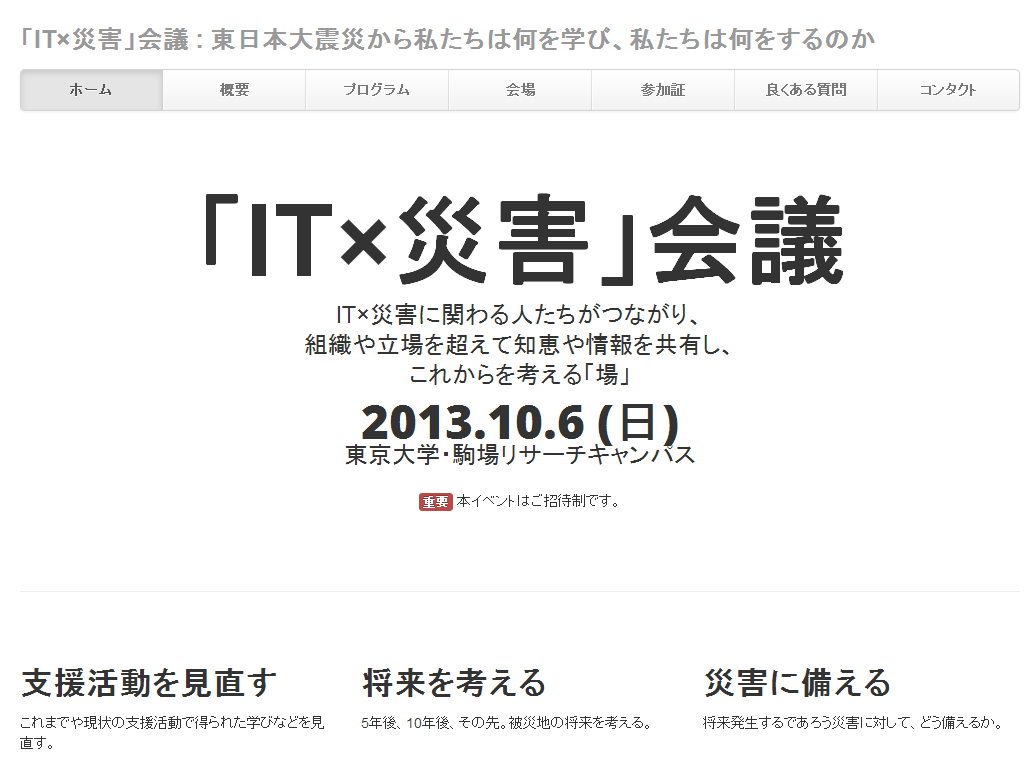 「IT×災害」会議 : 東日本大震災から私たちは何を学び、私たちは何をするのか
ホーム
概要
プログラム
会場
参加証
良くある質問
コンタクト
「IT×災害」会議
IT×災害に関わる人たちがつながり、
組織や立場を超えて知恵や情報を共有し、
これからを考える「場」
2013.10.6 (日)
東京大学・駒場リサーチキャンパス
重要 本イベントはご招待制です。
支援活動を見直す
これまでや現状の支援活動で得られた学びなどを見
直す。
将来を考える
5年後、10年後、その先。被災地の将来を考える。
災害に備える
将来発生するであろう災害に対して、どう備えるか。